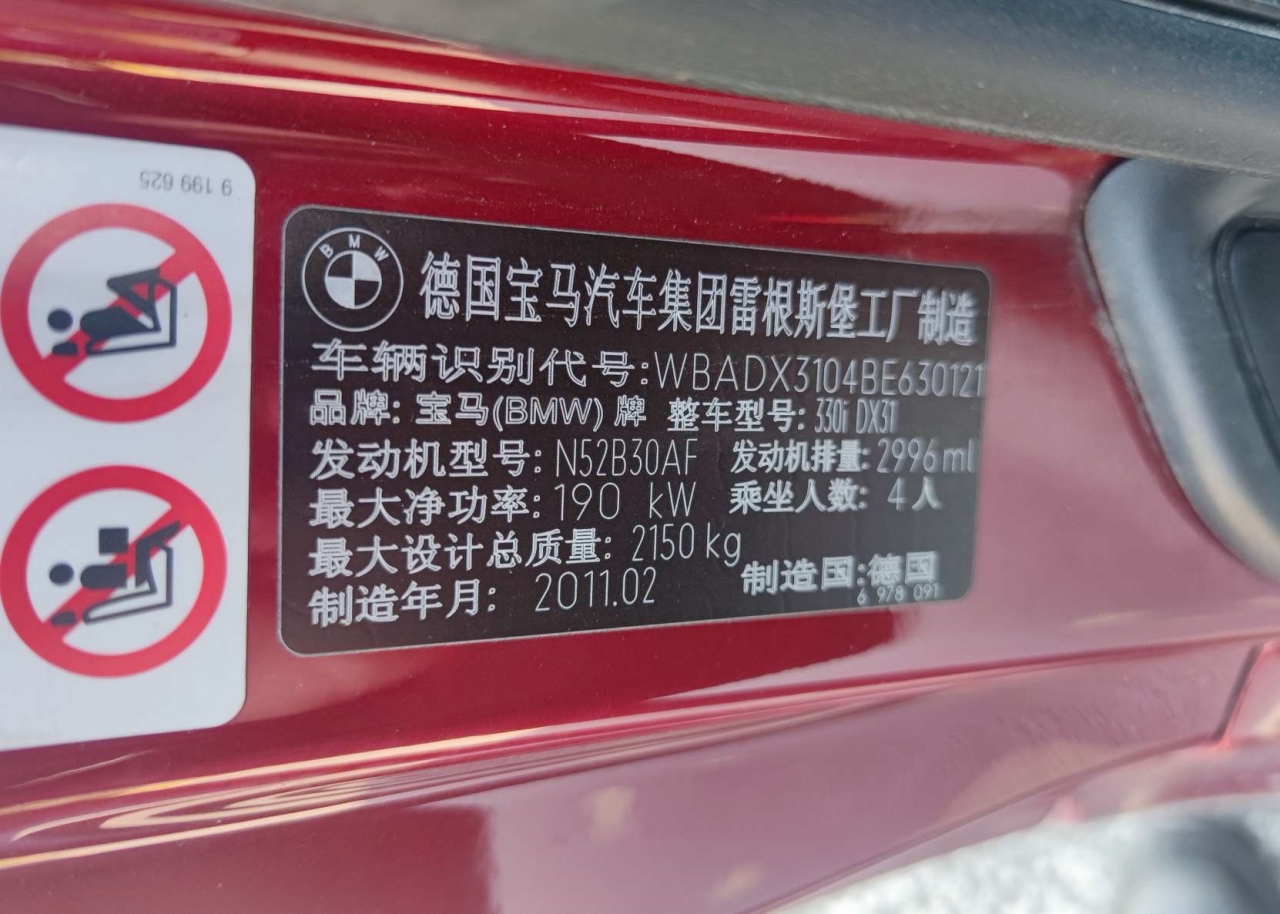 9 199 625
BMW
德国宝马汽车集团雷根斯堡工厂制造
车辆识别代号:WBADX3104BE630121
品牌: 宝马(BMW) 牌 整车型号: 330i DX31
发动机型号: N52B30AF 发动机排量: 2996ml
最大净功率: 190 kW 乘坐人数: 4人
最大设计总质量: 2150kg
制造年月: 2011.02 制造国:德国
6 978 091